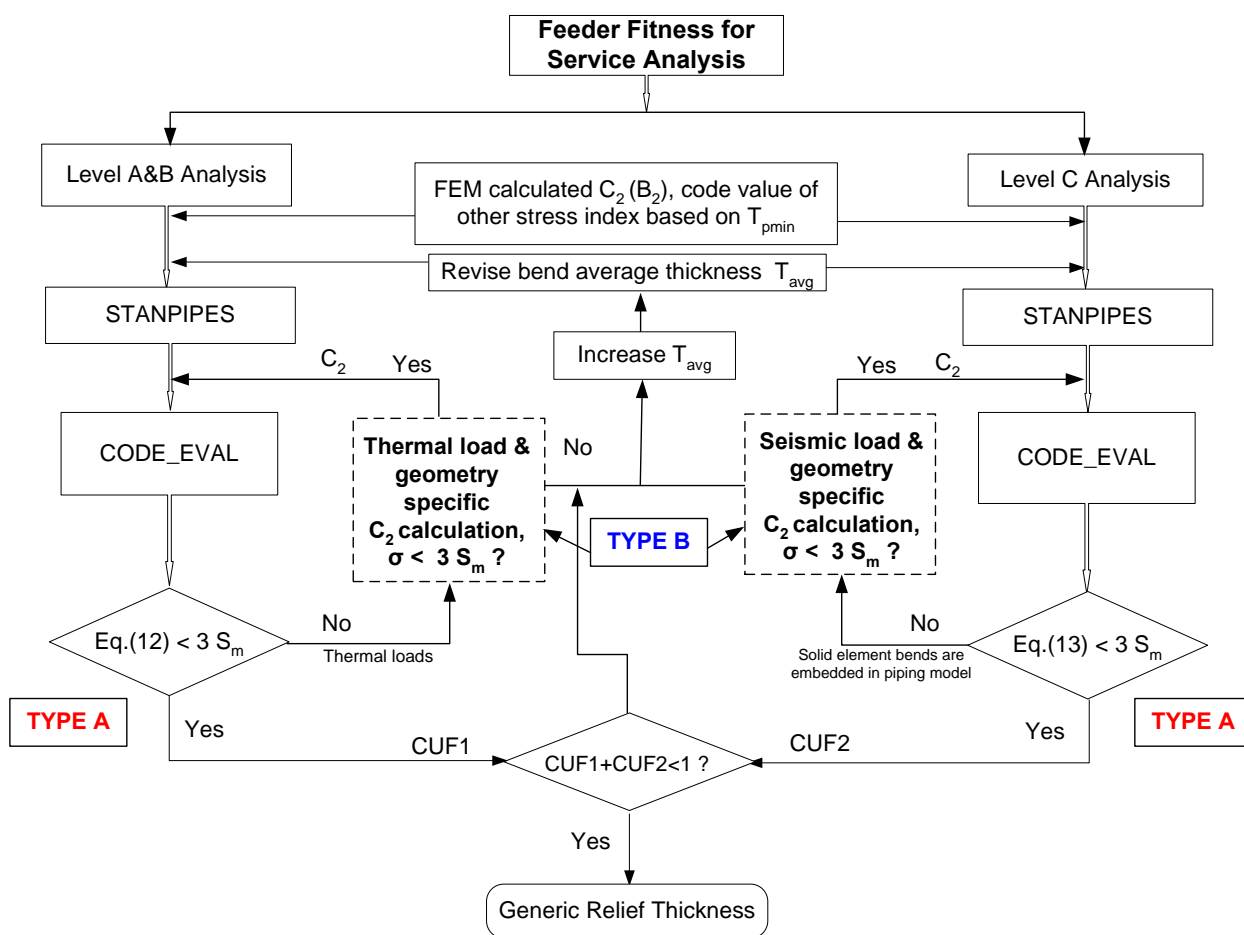 Feeder Fitness for
Service Analysis
Level A&B Analysis
FEM calculated C2 (B2), code value of
other stress index based on Tpmin
Level C Analysis
Revise bend average thickness Tavg
STANPIPES
STANPIPES
Increase Tavg
C2 Yes
Yes C2
CODE_EVAL
Thermal load &
geometry
specific
C2 calculation,
σ < 3 Sm ?
No
Seismic load &
geometry
specific
C2 calculation,
σ < 3 Sm ?
CODE_EVAL
TYPE B
Eq.(12) < 3 Sm
No
Thermal loads
No
Solid element bends are
embedded in piping model
Eq.(13) < 3 Sm
TYPE A
TYPE A
Yes
CUF1
CUF1+CUF2<1 ?
CUF2
Yes
Yes
Generic Relief Thickness